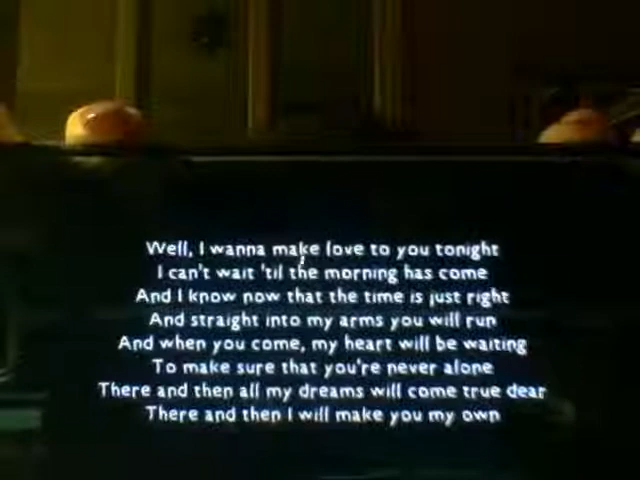 Well, I wanna make love to you tonight
I can't wait 'til the morning has come
And I know now that the time is just right
And straight into my arms you will run
And when you come, my heart will be waiting
To make sure that you're never alone
There and then all my dreams will come true dear
There and then I will make you my own